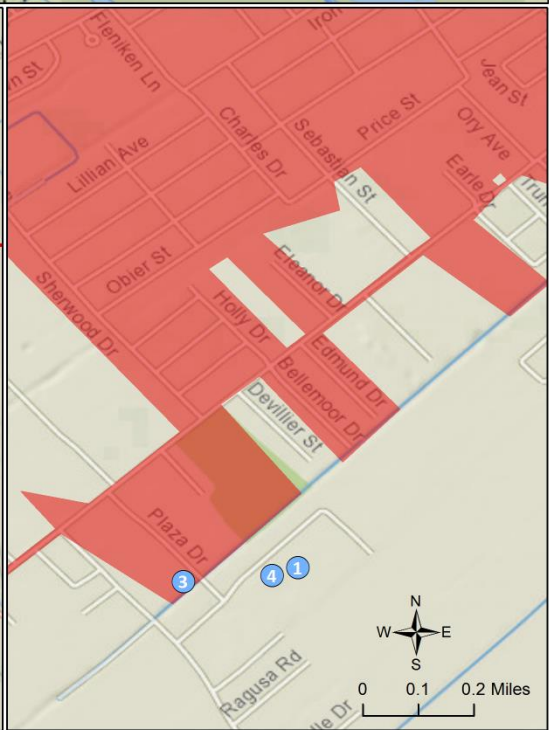 Fleniken Ln
Iron
n St
Jean St
Charles Dr
Price St
Ory Ave
Sebastian St
Lillian Ave
Earle Dr
Obier St
Eleanor Dr
Sherwood Dr
Holly Dr
Edmund Dr
Bellemoor Dr
Devillier St
Plaza Dr
3
4
1
N
W E
S
Ragusa Rd
0 0.1 0.2 Miles
lle Dr